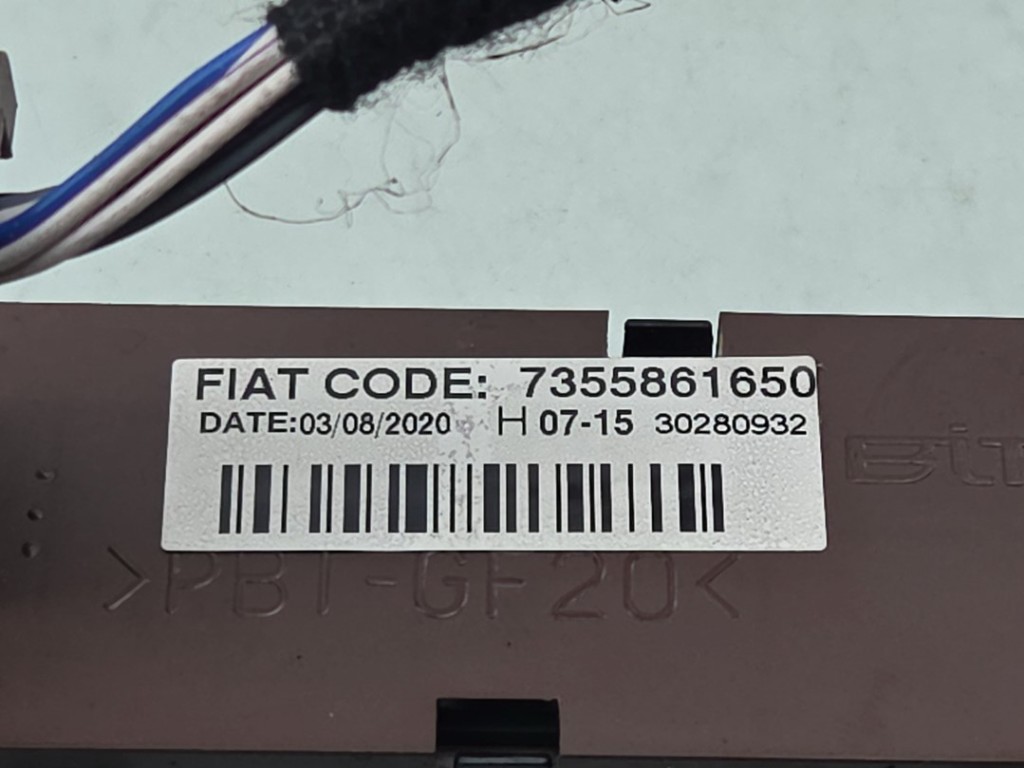 FIAT CODE: 7355861650
DATE:03/08/2020 H 07-15 30280932
>PBT-GF20<